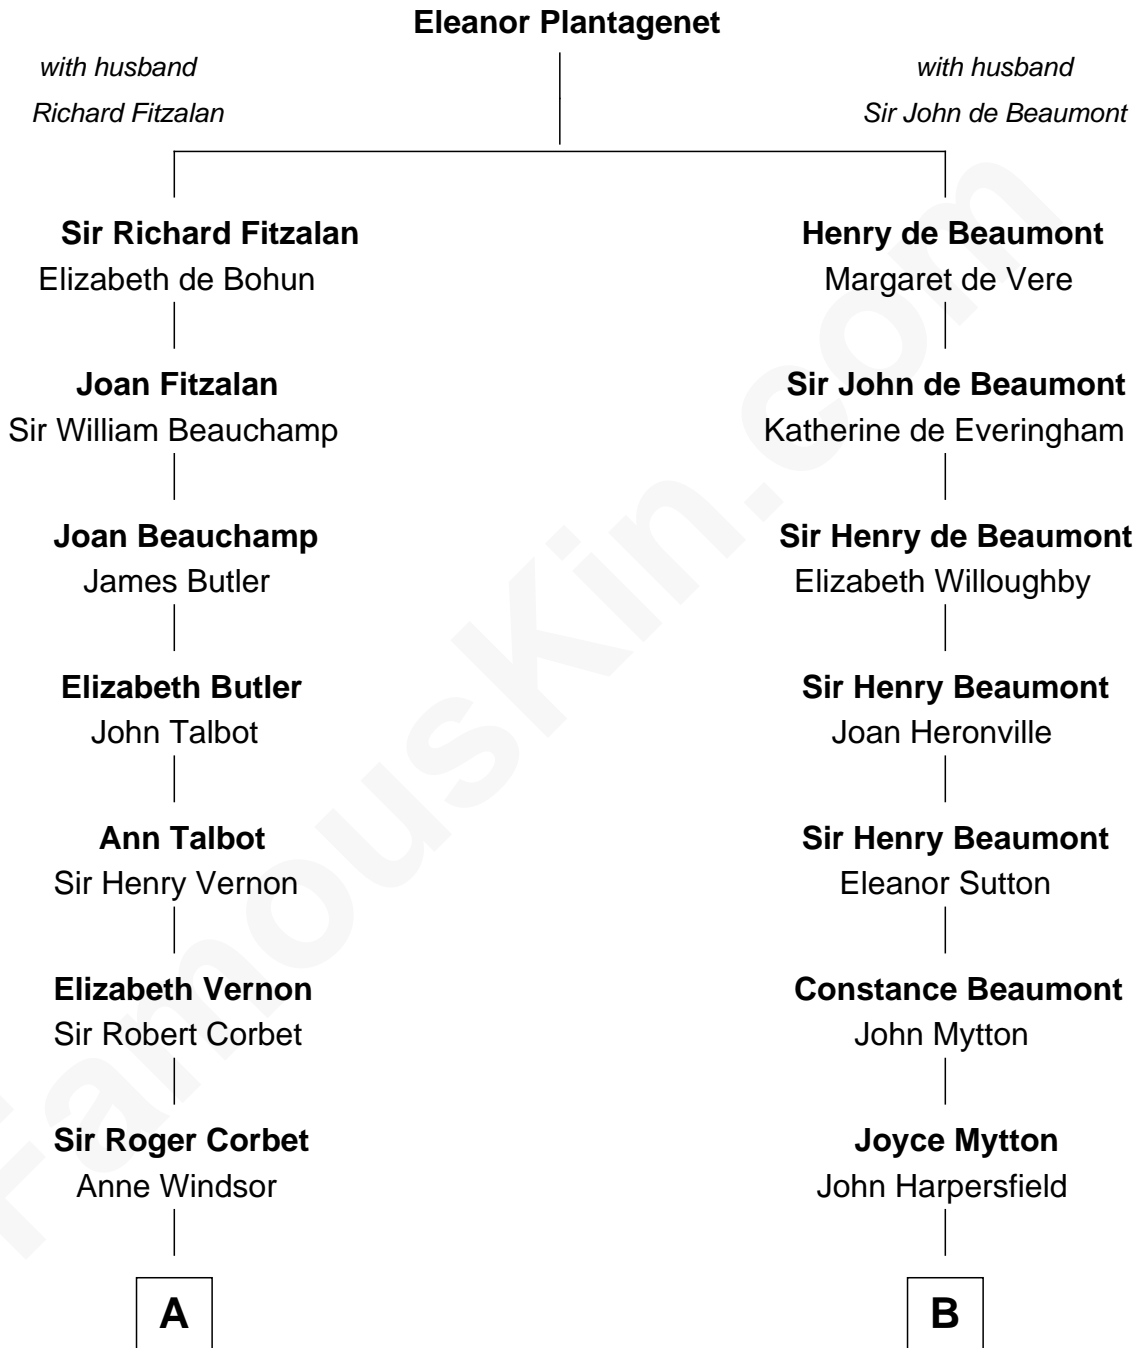 Eleanor Plantagenet
with husband
Richard Fitzalan
with husband
Sir John de Beaumont
Sir Richard Fitzalan
Elizabeth de Bohun
Joan Fitzalan
Sir William Beauchamp
Joan Beauchamp
James Butler
Elizabeth Butler
John Talbot
Ann Talbot
Sir Henry Vernon
Elizabeth Vernon
Sir Robert Corbet
Sir Roger Corbet
Anne Windsor
A
Henry de Beaumont
Margaret de Vere
Sir John de Beaumont
Katherine de Everingham
Sir Henry de Beaumont
Elizabeth Willoughby
Sir Henry Beaumont
Joan Heronville
Sir Henry Beaumont
Eleanor Sutton
Constance Beaumont
John Mytton
Joyce Mytton
John Harpersfield
B
FamousKin.com